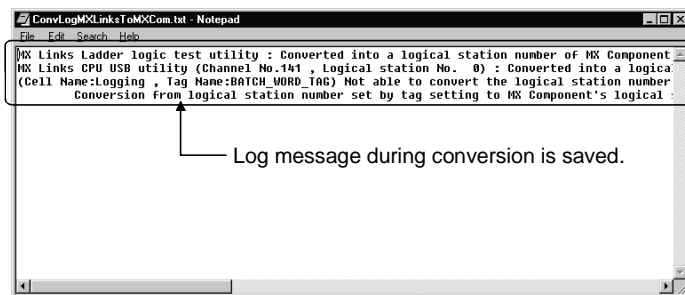 ConvLogMXLinksToMXCom.txt - Notepad
File Edit Search Help
MX Links Ladder logic test utility : Converted into a logical station number of MX Component
MX Links CPU USB utility (Channel No.141 , Logical station No. 0) : Converted into a logica
(Cell Name:Logging , Tag Name:BATCH_WORD_TAG) Not able to convert the logical station number
Conversion from logical station number set by tag setting to MX Component's logical
Log message during conversion is saved.